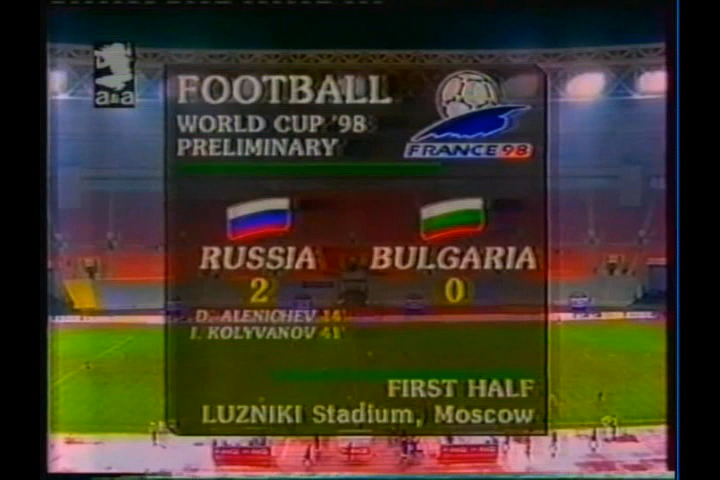 a&a
FOOTBALL
WORLD CUP '98
PRELIMINARY
FRANCE 98
RUSSIA BULGARIA
2 0
D. ALENICHEV 14'
I. KOLYVANOV 41'
FIRST HALF
LUZNIKI Stadium, Moscow